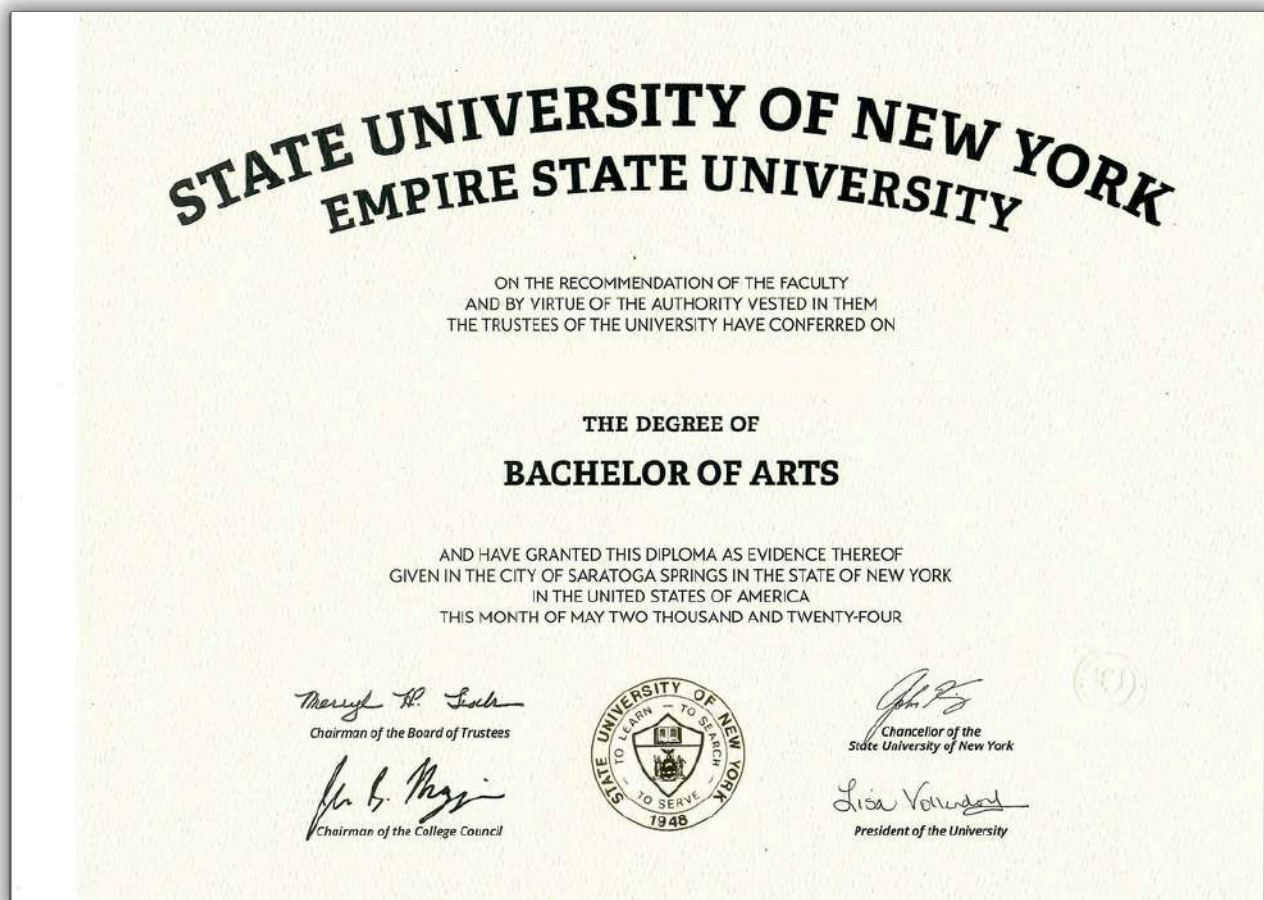 STATE UNIVERSITY OF NEW YORK
EMPIRE STATE UNIVERSITY
ON THE RECOMMENDATION OF THE FACULTY
AND BY VIRTUE OF THE AUTHORITY VESTED IN THEM
THE TRUSTEES OF THE UNIVERSITY HAVE CONFERRED ON
THE DEGREE OF
BACHELOR OF ARTS
AND HAVE GRANTED THIS DIPLOMA AS EVIDENCE THEREOF
GIVEN IN THE CITY OF SARATOGA SPRINGS IN THE STATE OF NEW YORK
IN THE UNITED STATES OF AMERICA
THIS MONTH OF MAY TWO THOUSAND AND TWENTY-FOUR
Merryl H. Tisch
Chairman of the Board of Trustees
Chairman of the College Council
STATE UNIVERSITY OF NEW YORK
TO LEARN — TO SEARCH — TO SERVE —
1948
John
Chancellor of the
State University of New York
Lisa Vollendorf
President of the University